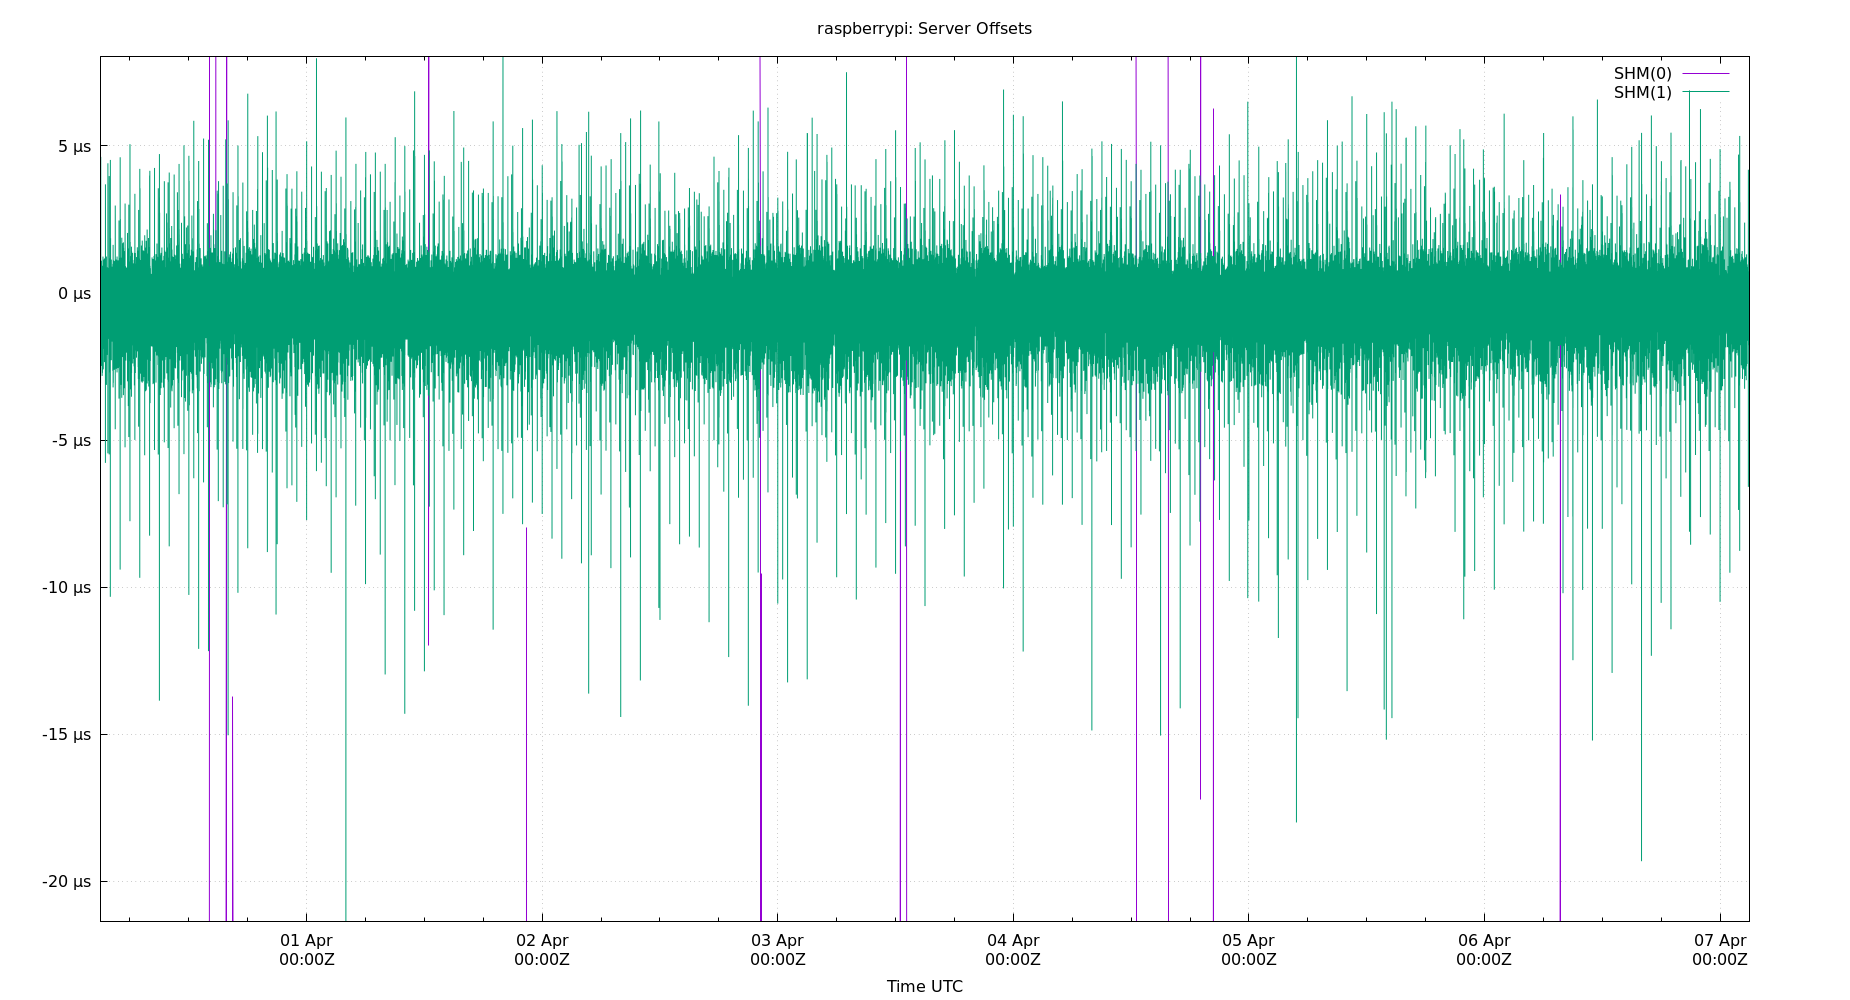 raspberrypi: Server Offsets
SHM(0)
SHM(1)
5 µs
0 µs
-5 µs
-10 µs
-15 µs
-20 µs
01 Apr 02 Apr 03 Apr 04 Apr 05 Apr 06 Apr 07 Apr
00:00Z 00:00Z 00:00Z 00:00Z 00:00Z 00:00Z 00:00Z
Time UTC